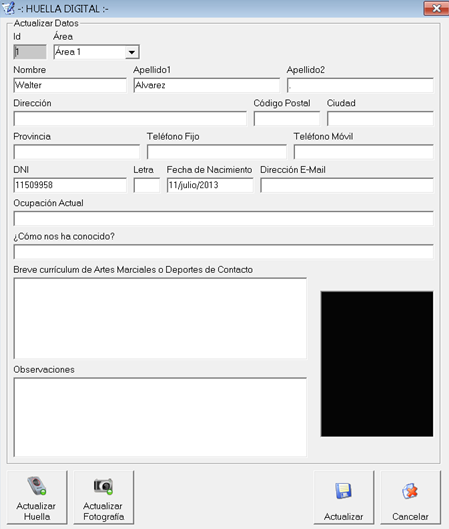 -: HUELLA DIGITAL :-
Actualizar Datos
Id Área
1 Área 1
Nombre Apellido1 Apellido2
Walter Alvarez .
Dirección Código Postal Ciudad
Provincia Teléfono Fijo Teléfono Móvil
DNI Letra Fecha de Nacimiento Dirección E-Mail
11509958 11/julio/2013
Ocupación Actual
¿Cómo nos ha conocido?
Breve currículum de Artes Marciales o Deportes de Contacto
Observaciones
Actualizar Huella
Actualizar Fotografía
Actualizar
Cancelar